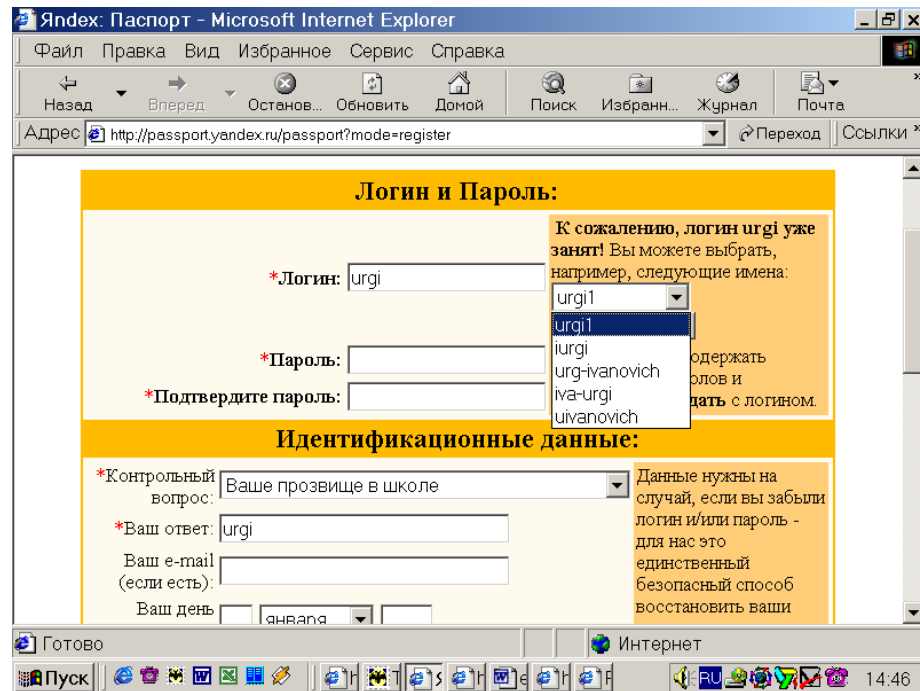 Яndex: Паспорт - Microsoft Internet Explorer
Файл Правка Вид Избранное Сервис Справка
Назад Вперед Останов... Обновить Домой Поиск Избранн... Журнал Почта
Адрес http://passport.yandex.ru/passport?mode=register Переход Ссылки
Логин и Пароль:
К сожалению, логин urgi уже
занят! Вы можете выбрать,
например, следующие имена:
*Логин: urgi
urgi1
urgi1
iurgi
urg-ivanovich
iva-urgi
uivanovich
*Пароль:
одержать
олов и
дать с логином.
*Подтвердите пароль:
Идентификационные данные:
*Контрольный
вопрос:
Ваше прозвище в школе
*Ваш ответ: urgi
Ваш e-mail
(если есть):
Ваш день
января
Данные нужны на
случай, если вы забыли
логин и/или пароль -
для нас это
единственный
безопасный способ
восстановить ваши
Готово Интернет
Пуск RU 14:46